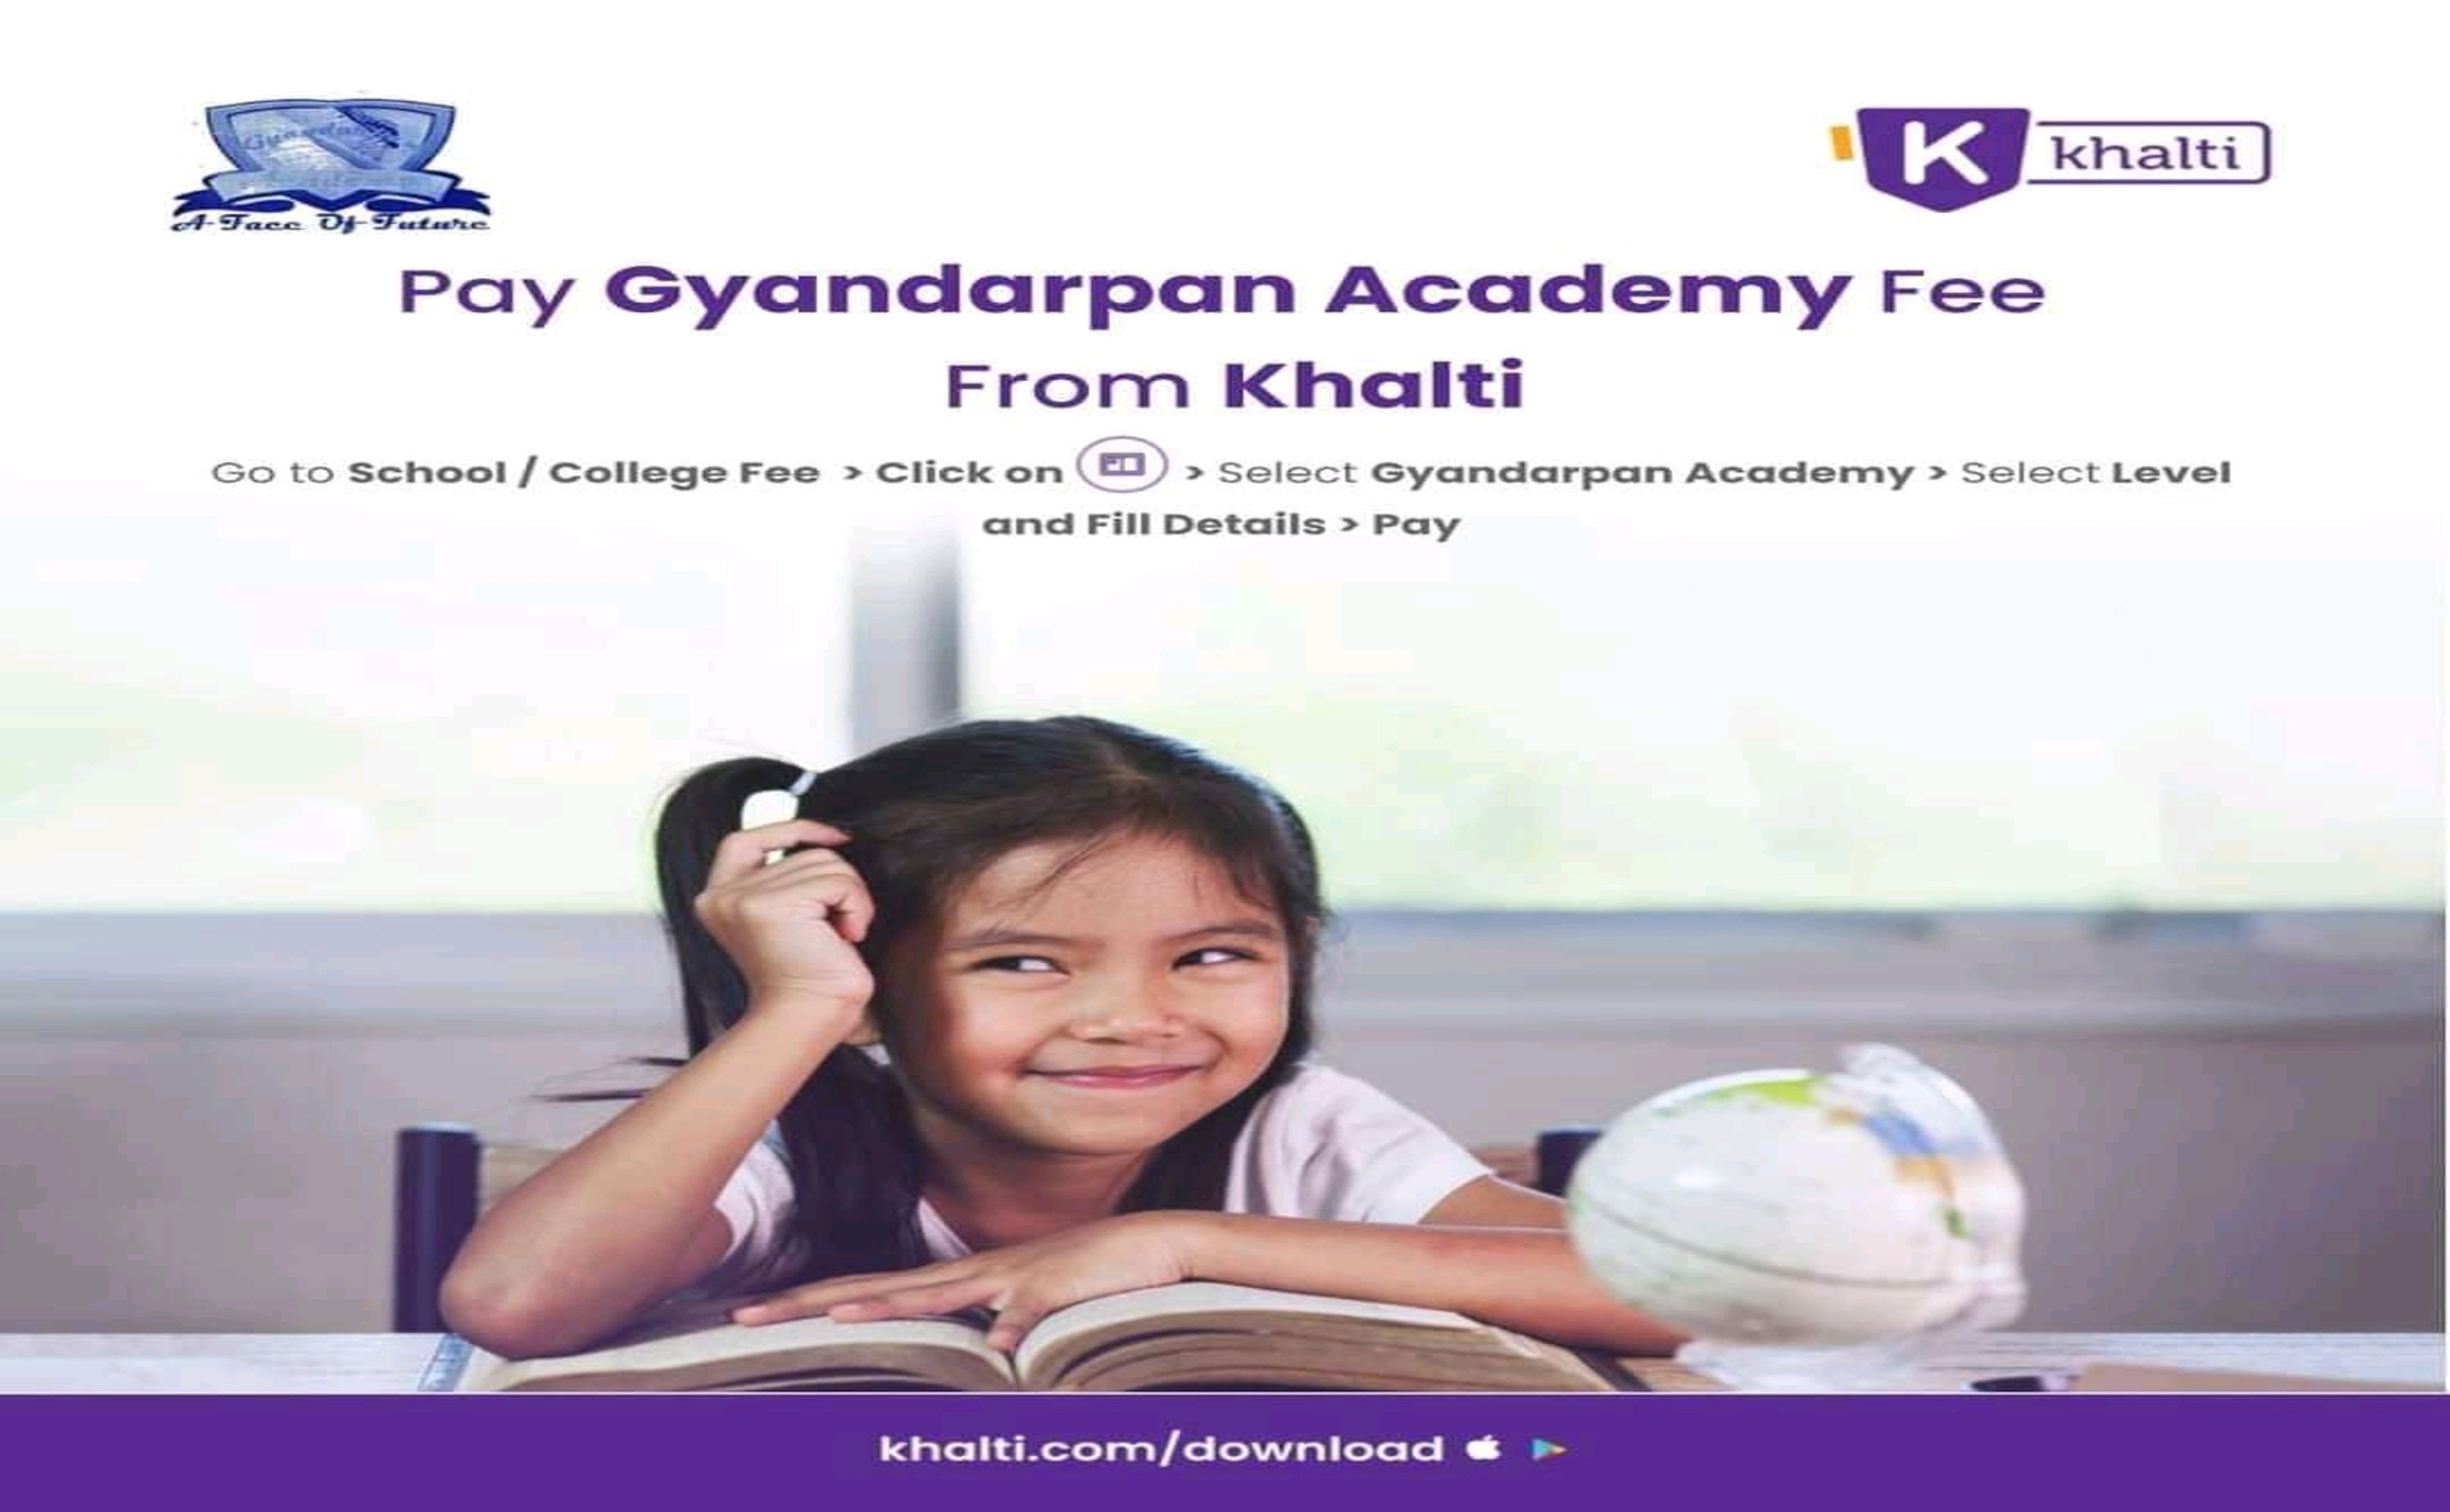 A Face Of Future
K khalti
Pay Gyandarpan Academy Fee
From Khalti
Go to School / College Fee > Click on > Select Gyandarpan Academy > Select Level
and Fill Details > Pay
khalti.com/download